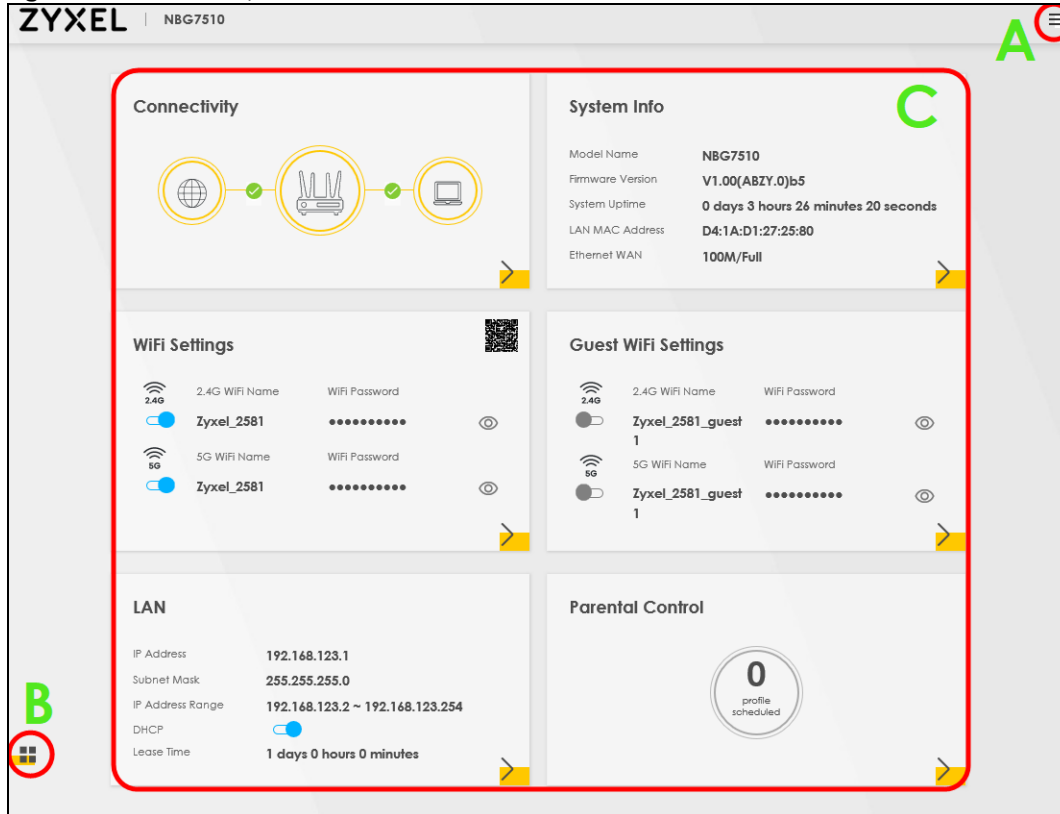 ZYXEL | NBG7510
A
Connectivity
System Info
C
Model Name NBG7510
Firmware Version V1.00(ABZY.0)b5
System Uptime 0 days 3 hours 26 minutes 20 seconds
LAN MAC Address D4:1A:D1:27:25:80
Ethernet WAN 100M/Full
WiFi Settings
2.4G 2.4G WiFi Name WiFi Password
Zyxel_2581 ••••••••••
5G 5G WiFi Name WiFi Password
Zyxel_2581 ••••••••••
Guest WiFi Settings
2.4G 2.4G WiFi Name WiFi Password
Zyxel_2581_guest ••••••••••
1
5G 5G WiFi Name WiFi Password
Zyxel_2581_guest ••••••••••
1
LAN
IP Address 192.168.123.1
Subnet Mask 255.255.255.0
IP Address Range 192.168.123.2 ~ 192.168.123.254
DHCP
Lease Time 1 days 0 hours 0 minutes
Parental Control
0
profile
scheduled
B